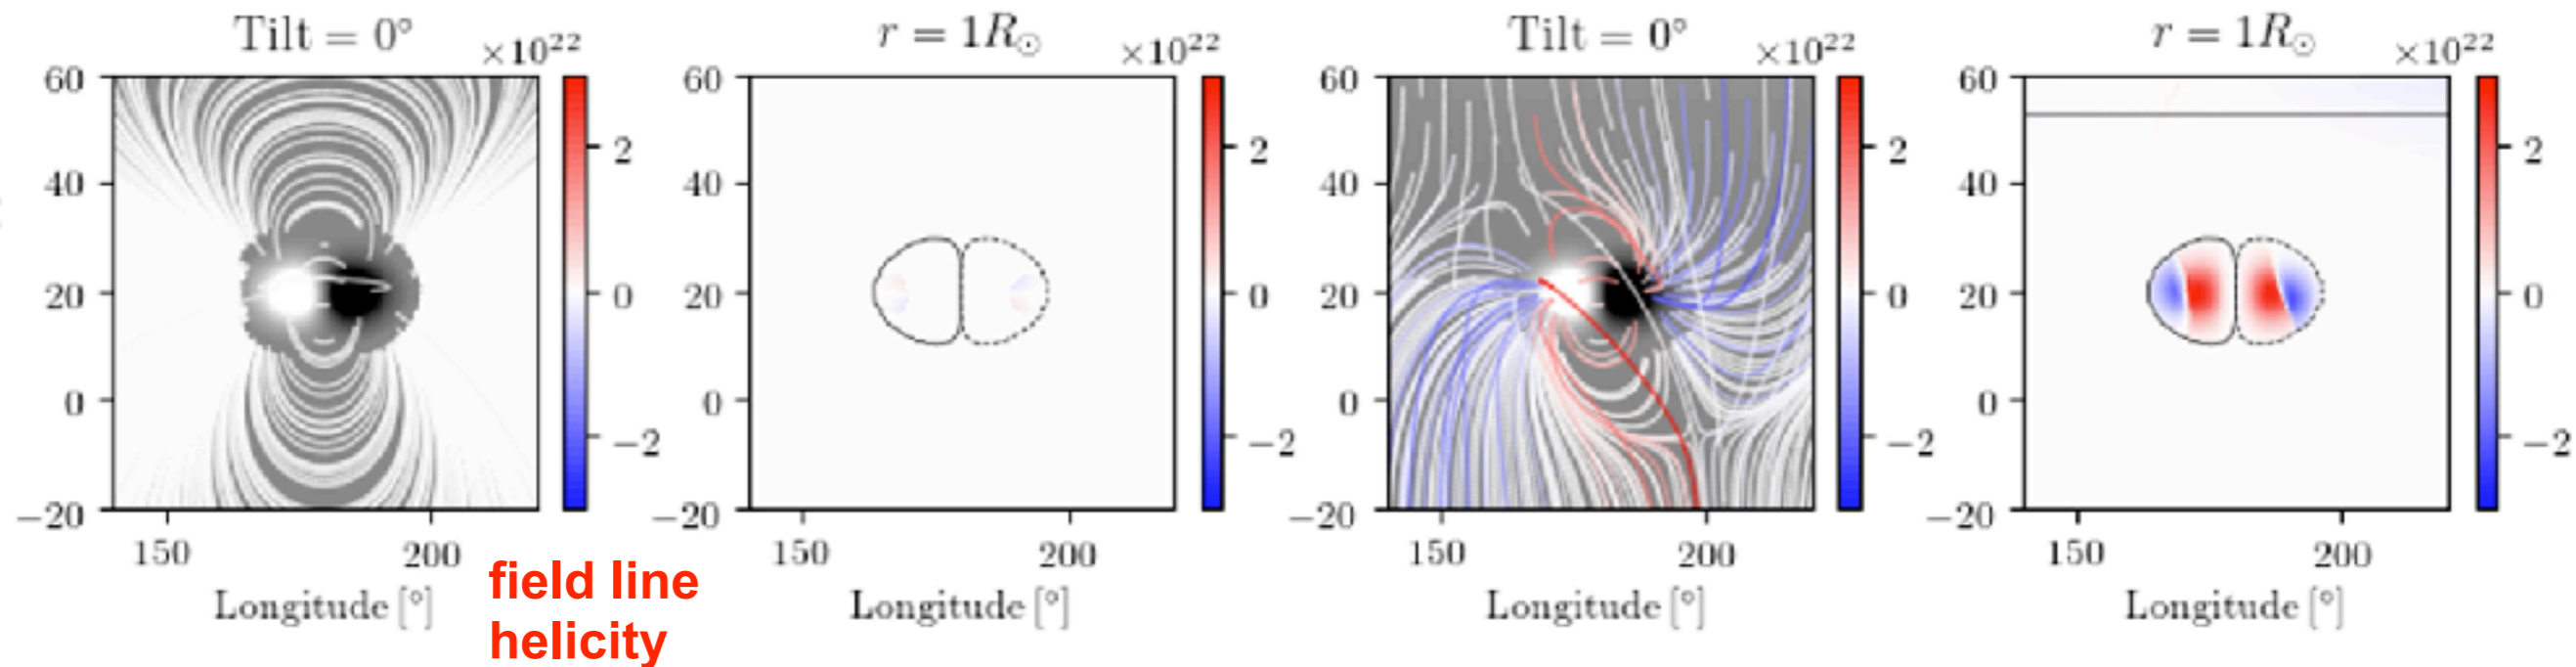 Tilt = 0° ×10²²
r = 1R☉ ×10²²
Tilt = 0° ×10²²
r = 1R☉ ×10²²
60 40 20 0 −20
150 200
2 0 −2
Longitude [°]
60 40 20 0 −20
150 200
2 0 −2
Longitude [°]
60 40 20 0 −20
150 200
2 0 −2
Longitude [°]
60 40 20 0 −20
150 200
2 0 −2
Longitude [°]
field line
helicity